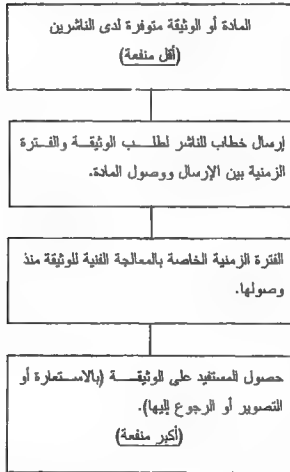 المادة أو الوثيقة متوفرة لدى الناشرين
(أقل منفعة)
إرسال خطاب للناشر لطلب الوثيقة والفترة
الزمنية بين الإرسال ووصول المادة.
الفترة الزمنية الخاصة بالمعالجة الفنية للوثيقة منذ
وصولها.
حصول المستفيد على الوثيقة (بالاستعارة أو
التصوير أو الرجوع إليها).
(أكبر منفعة)